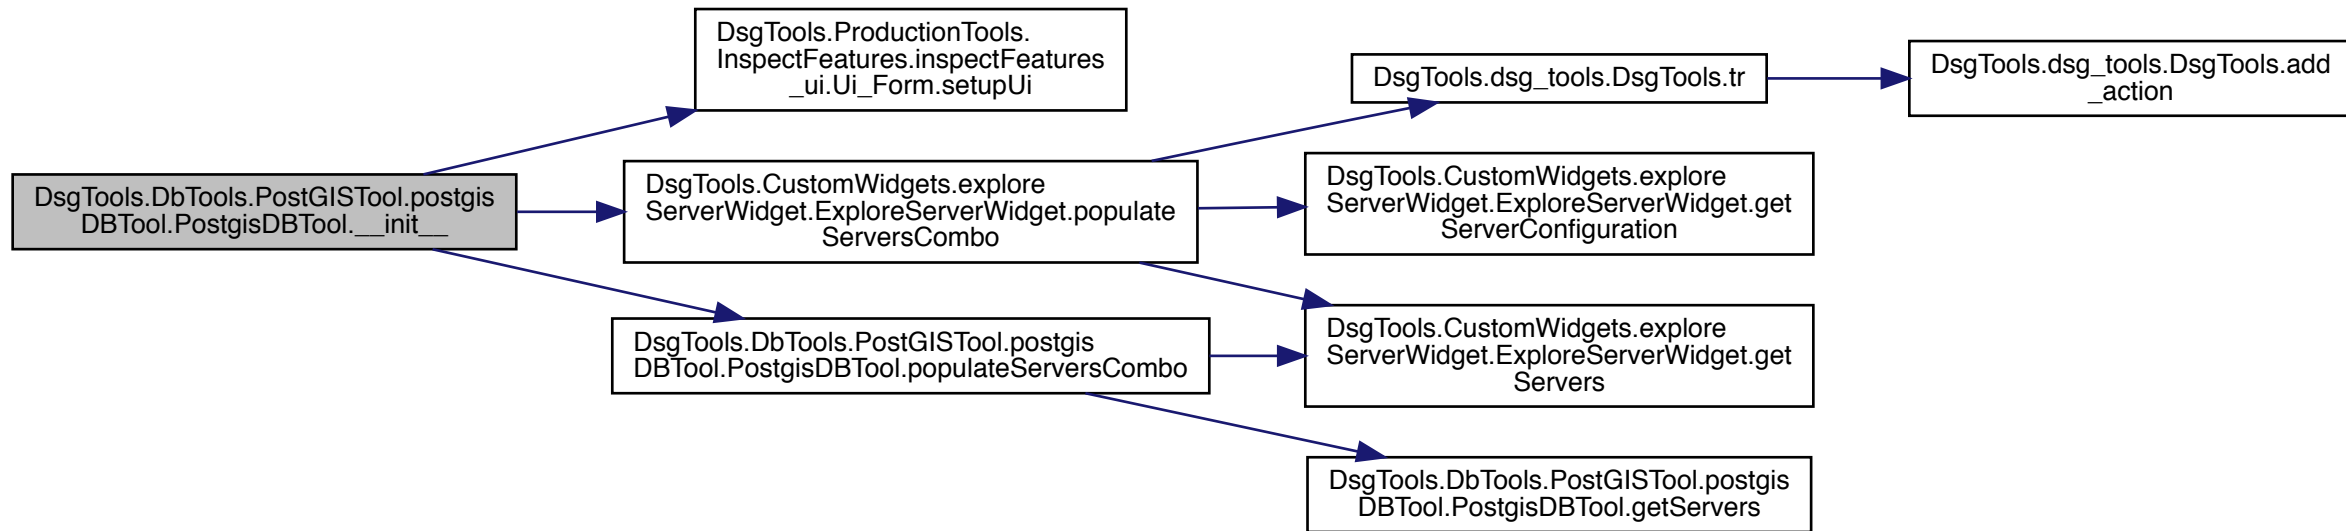 DsgTools.DbTools.PostGISTool.postgis
DBTool.PostgisDBTool.__init__
DsgTools.ProductionTools.
InspectFeatures.inspectFeatures
_ui.Ui_Form.setupUi
DsgTools.CustomWidgets.explore
ServerWidget.ExploreServerWidget.populate
ServersCombo
DsgTools.DbTools.PostGISTool.postgis
DBTool.PostgisDBTool.populateServersCombo
DsgTools.dsg_tools.DsgTools.tr
DsgTools.CustomWidgets.explore
ServerWidget.ExploreServerWidget.get
ServerConfiguration
DsgTools.CustomWidgets.explore
ServerWidget.ExploreServerWidget.get
Servers
DsgTools.DbTools.PostGISTool.postgis
DBTool.PostgisDBTool.getServers
DsgTools.dsg_tools.DsgTools.add
_action